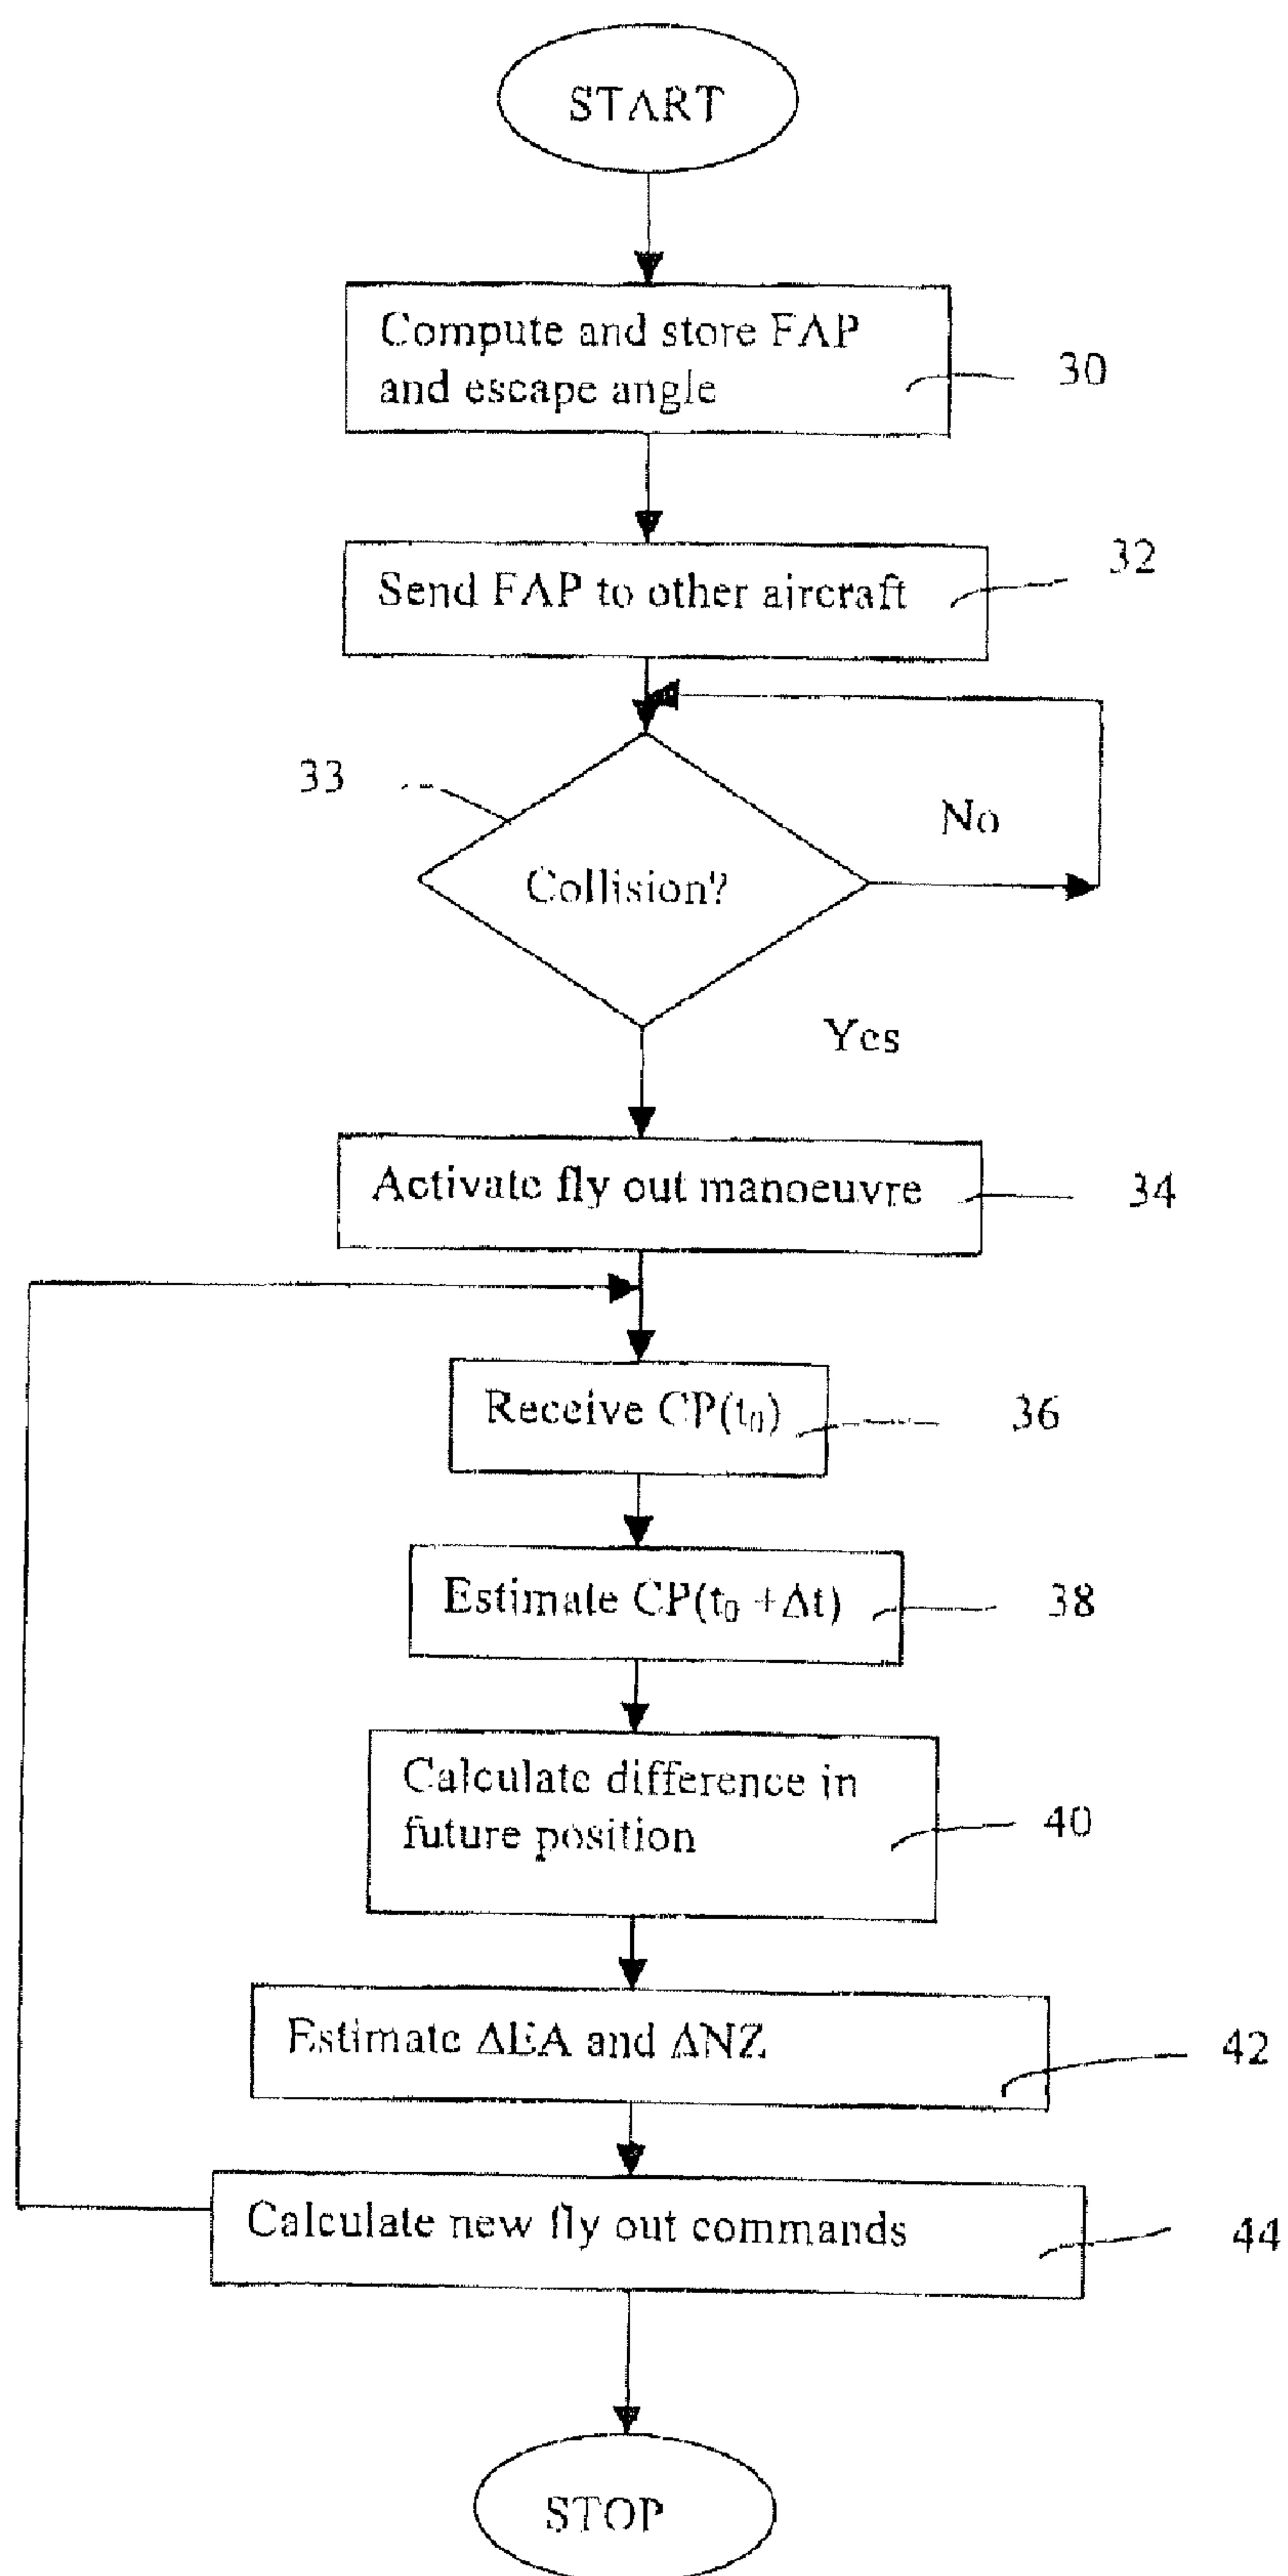 START
Compute and store FAP
and escape angle
30
Send FAP to other aircraft
32
33
No
Collision?
Yes
Activate fly out manoeuvre
34
Receive CP(t₀)
36
Estimate CP(t₀ +Δt)
38
Calculate difference in
future position
40
Estimate ΔEA and ΔNZ
42
Calculate new fly out commands
44
STOP